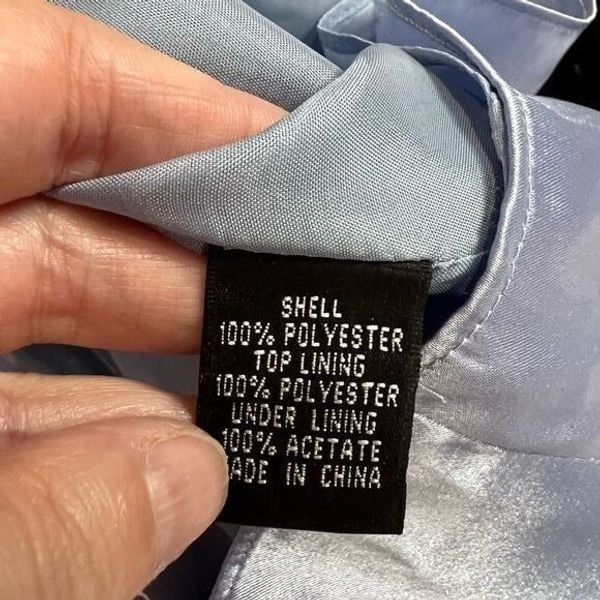 SHELL
100% POLYESTER
TOP LINING
100% POLYESTER
UNDER LINING
100% ACETATE
ADE IN CHINA